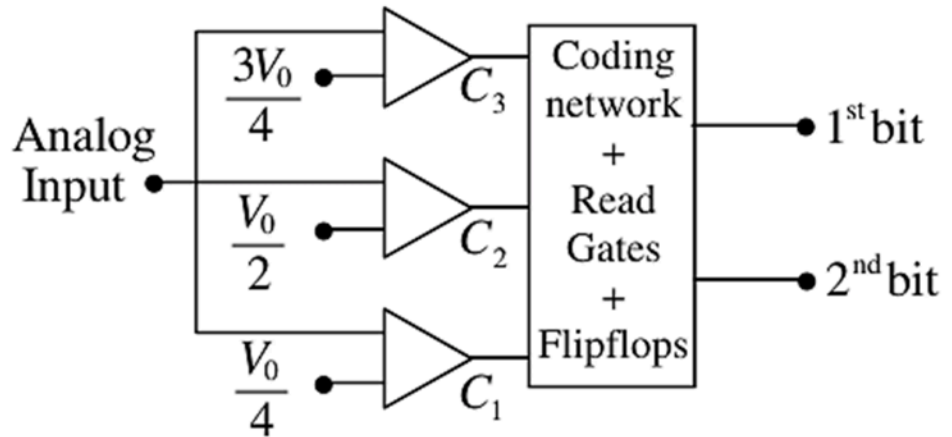 3V₀/4
C₃
Analog
Input
V₀/2
C₂
V₀/4
C₁
Coding
network
+
Read
Gates
+
Flipflops
1ˢᵗ bit
2ⁿᵈ bit